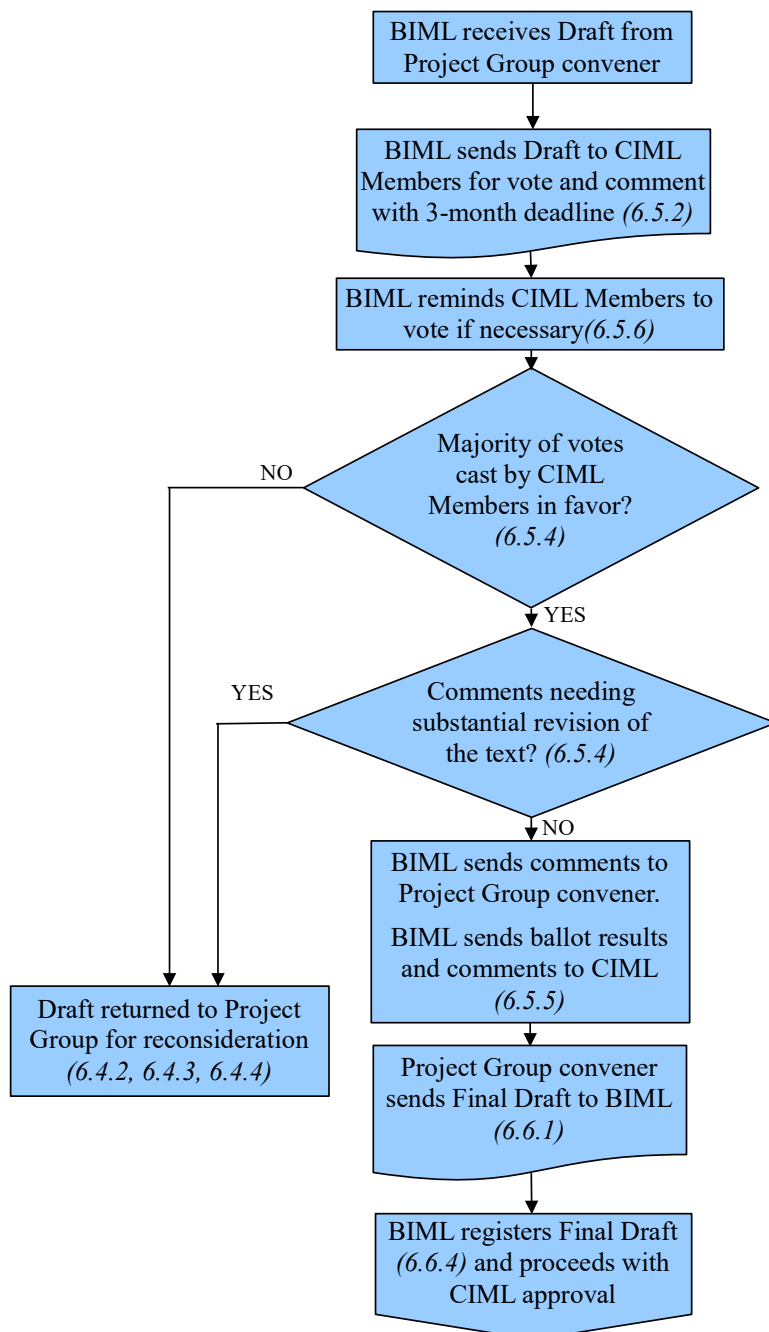 BIML receives Draft from
Project Group convener
BIML sends Draft to CIML
Members for vote and comment
with 3-month deadline (6.5.2)
BIML reminds CIML Members to
vote if necessary(6.5.6)
Majority of votes
cast by CIML
Members in favor?
(6.5.4)
NO
YES
Comments needing
substantial revision of
the text? (6.5.4)
YES
NO
BIML sends comments to
Project Group convener.
BIML sends ballot results
and comments to CIML
(6.5.5)
Draft returned to Project
Group for reconsideration
(6.4.2, 6.4.3, 6.4.4)
Project Group convener
sends Final Draft to BIML
(6.6.1)
BIML registers Final Draft
(6.6.4) and proceeds with
CIML approval